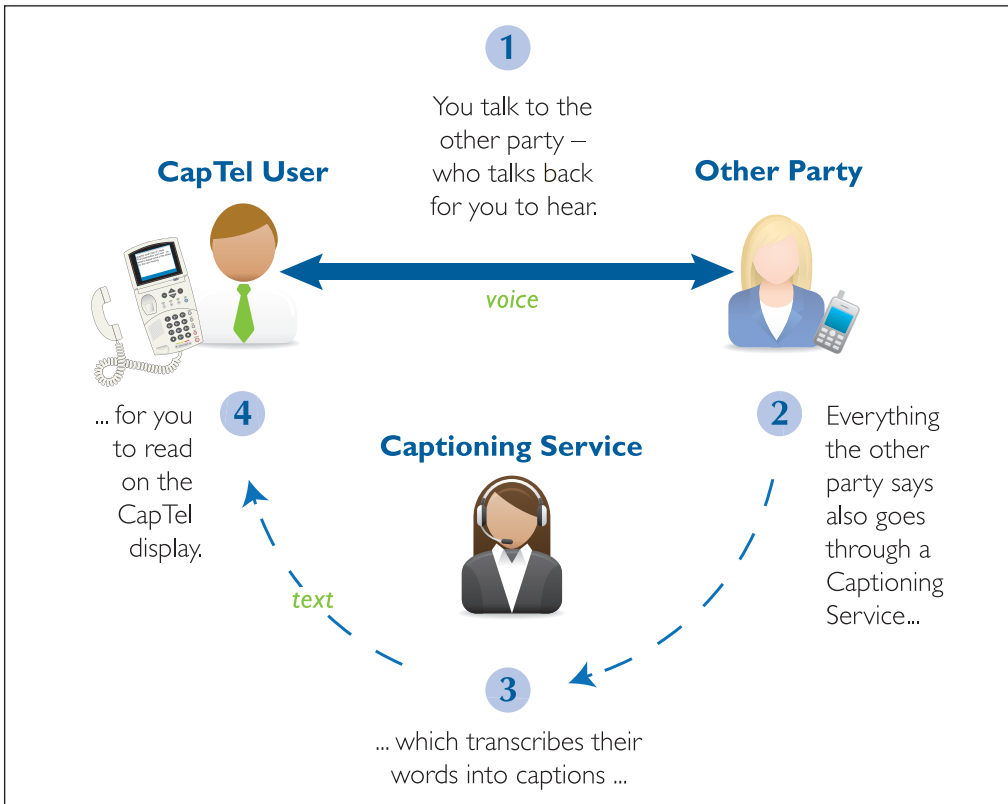 1
You talk to the
other party –
who talks back
for you to hear.
CapTel User
Other Party
voice
2
Everything
the other
party says
also goes
through a
Captioning
Service...
Captioning Service
3
... which transcribes their
words into captions ...
text
4
... for you
to read
on the
CapTel
display.